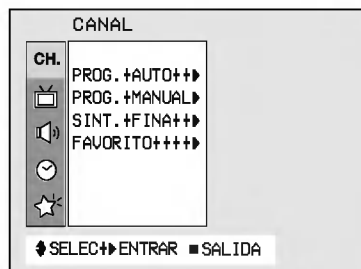 CANAL
CH.
PROG.+AUTO++▶
PROG.+MANUAL▶
SINT.+FINA++▶
FAVORITO++++▶
⬧SELEC+▶ENTRAR ■SALIDA